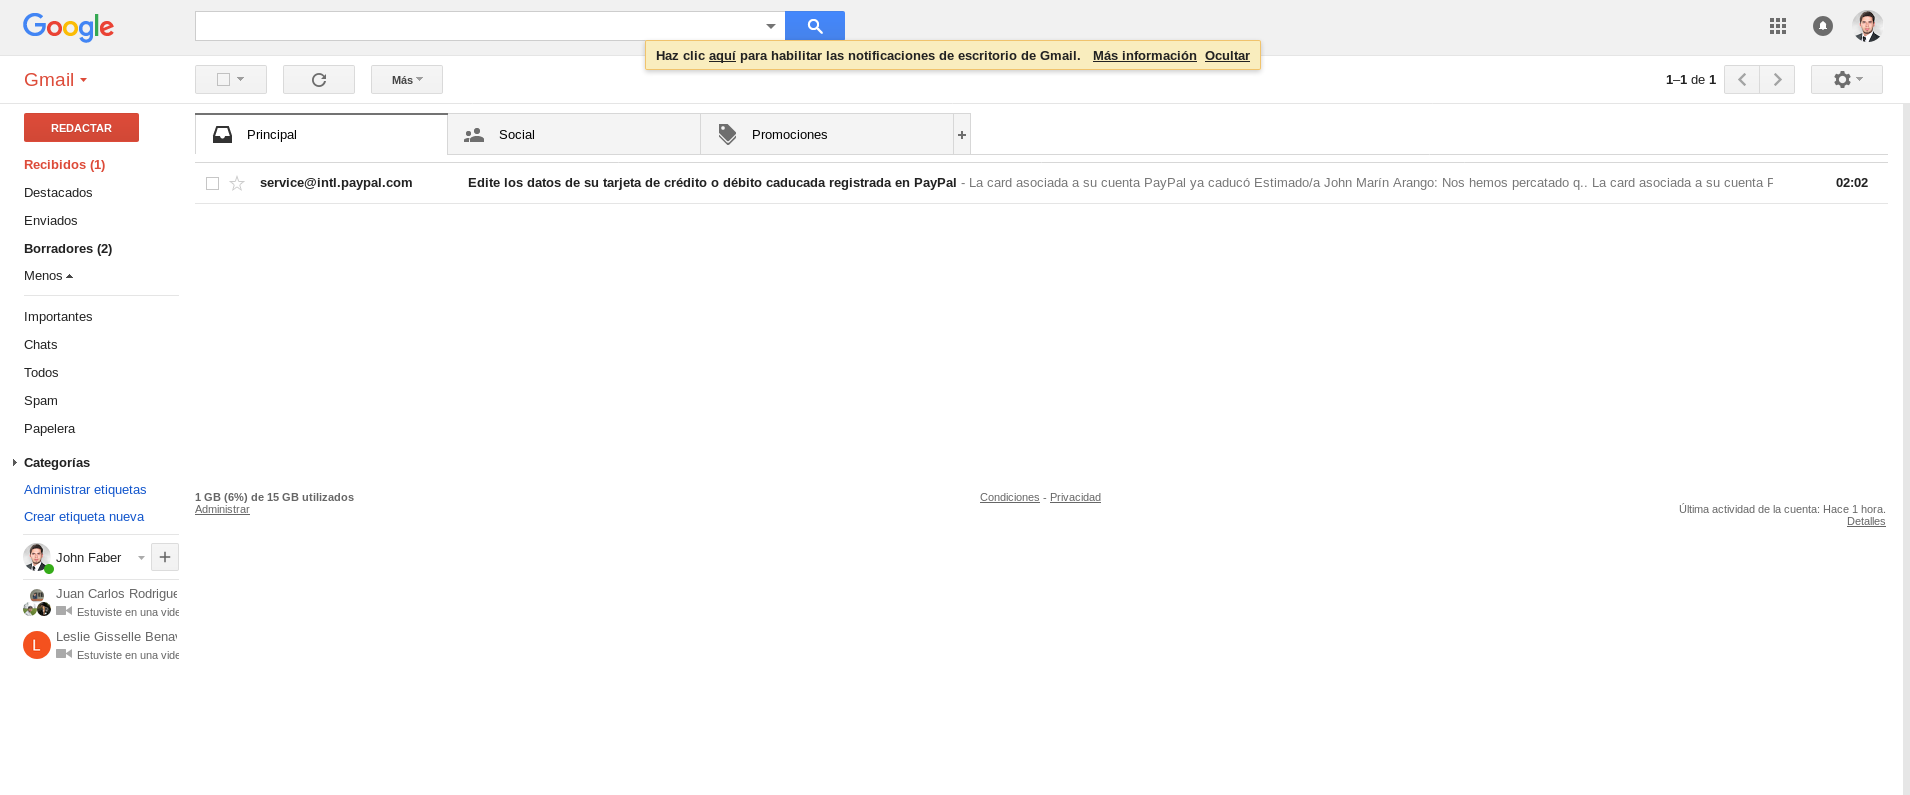 Google
Haz clic aquí para habilitar las notificaciones de escritorio de Gmail. Más información Ocultar
Gmail
Más
1–1 de 1
REDACTAR
Principal
Social
Promociones
Recibidos (1)
service@intl.paypal.com Edite los datos de su tarjeta de crédito o débito caducada registrada en PayPal - La card asociada a su cuenta PayPal ya caducó Estimado/a John Marín Arango: Nos hemos percatado q.. La card asociada a su cuenta P 02:02
Destacados
Enviados
Borradores (2)
Menos
Importantes
Chats
Todos
Spam
Papelera
Categorías
Administrar etiquetas
Crear etiqueta nueva
1 GB (6%) de 15 GB utilizados
Administrar
Condiciones - Privacidad
Última actividad de la cuenta: Hace 1 hora.
Detalles
John Faber
Juan Carlos Rodrigue
Estuviste en una vide
L
Leslie Gisselle Benav
Estuviste en una vide